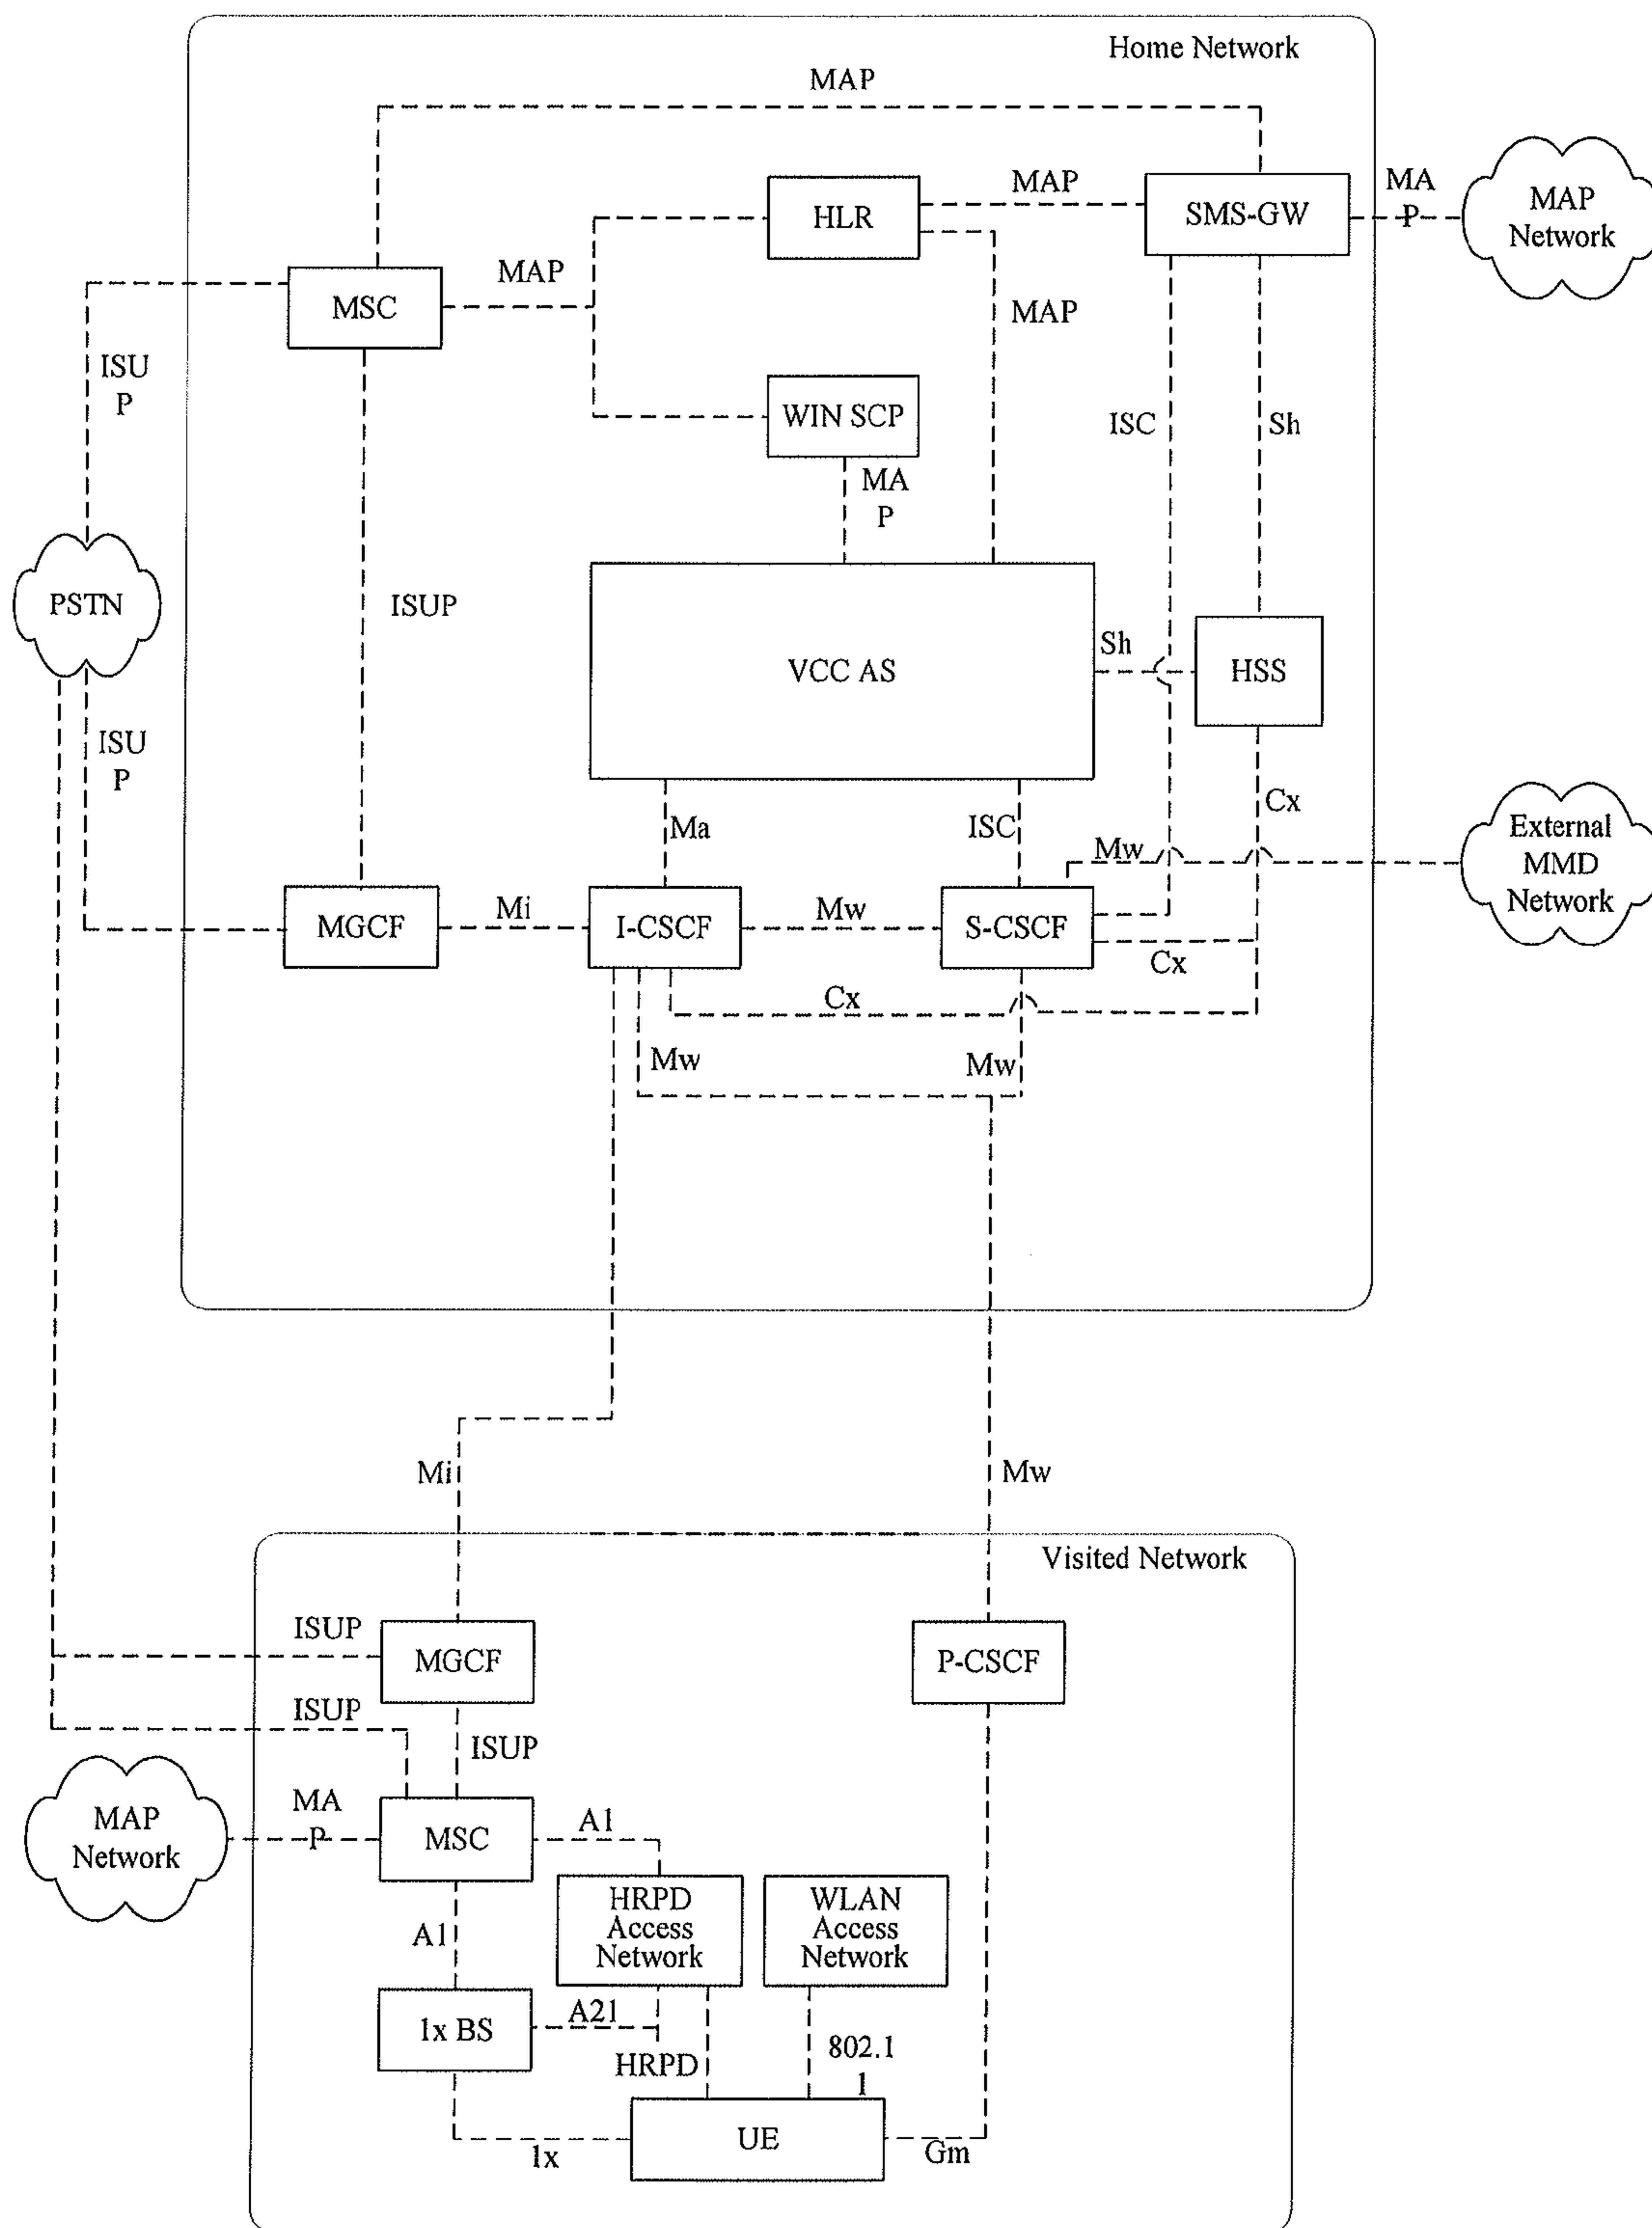 Home Network
MAP
MAP
HLR
SMS-GW
MA
P
MAP
Network
MAP
MSC
MAP
ISU
P
WIN SCP
ISC
Sh
MA
P
PSTN
ISUP
VCC AS
Sh
HSS
ISU
P
Cx
Ma
ISC
Mw
External
MMD
Network
MGCF
Mi
I-CSCF
Mw
S-CSCF
Cx
Cx
Mw
Mw
Mi
Mw
Visited Network
ISUP
MGCF
P-CSCF
ISUP
ISUP
MAP
Network
MA
P
MSC
A1
HRPD
Access
Network
WLAN
Access
Network
A1
1x BS
A21
HRPD
802.1
1
UE
1x
Gm